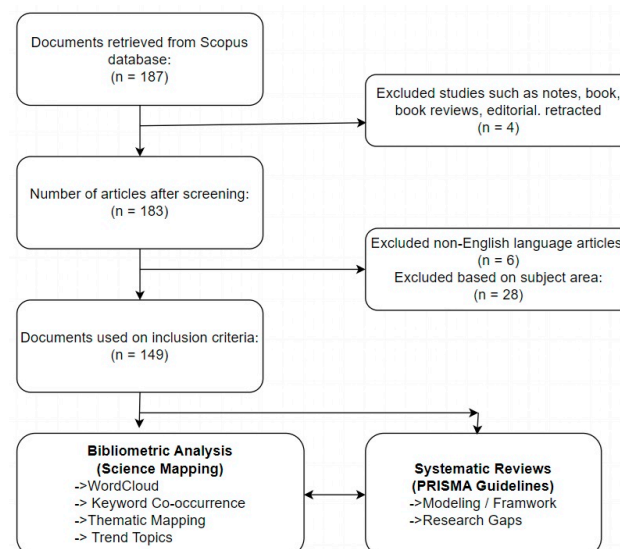 Documents retrieved from Scopus
database:
(n = 187)
Excluded studies such as notes, book,
book reviews, editorial. retracted
(n = 4)
Number of articles after screening:
(n = 183)
Excluded non-English language articles
(n = 6)
Excluded based on subject area:
(n = 28)
Documents used on inclusion criteria:
(n = 149)
Bibliometric Analysis
(Science Mapping)
->WordCloud
-> Keyword Co-occurrence
->Thematic Mapping
-> Trend Topics
Systematic Reviews
(PRISMA Guidelines)
->Modeling / Framwork
->Research Gaps